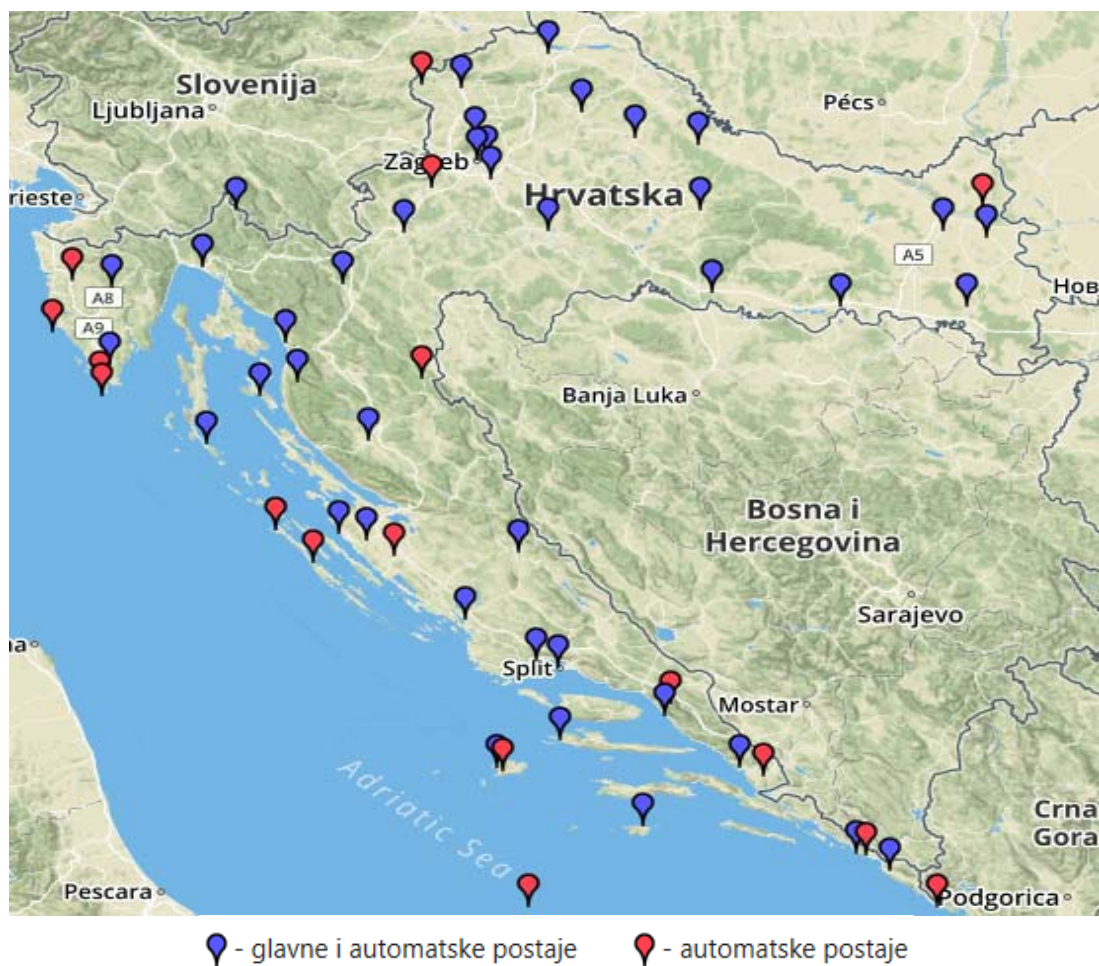 Slovenija
Ljubljana
Pécs
Zagreb
rieste
Hrvatska
A5
Нов
A8
A9
Banja Luka
Bosna i
Hercegovina
Sarajevo
na
Split
Mostar
Adriatic Sea
Crna
Gora
Pescara
Podgorica
- glavne i automatske postaje
- automatske postaje